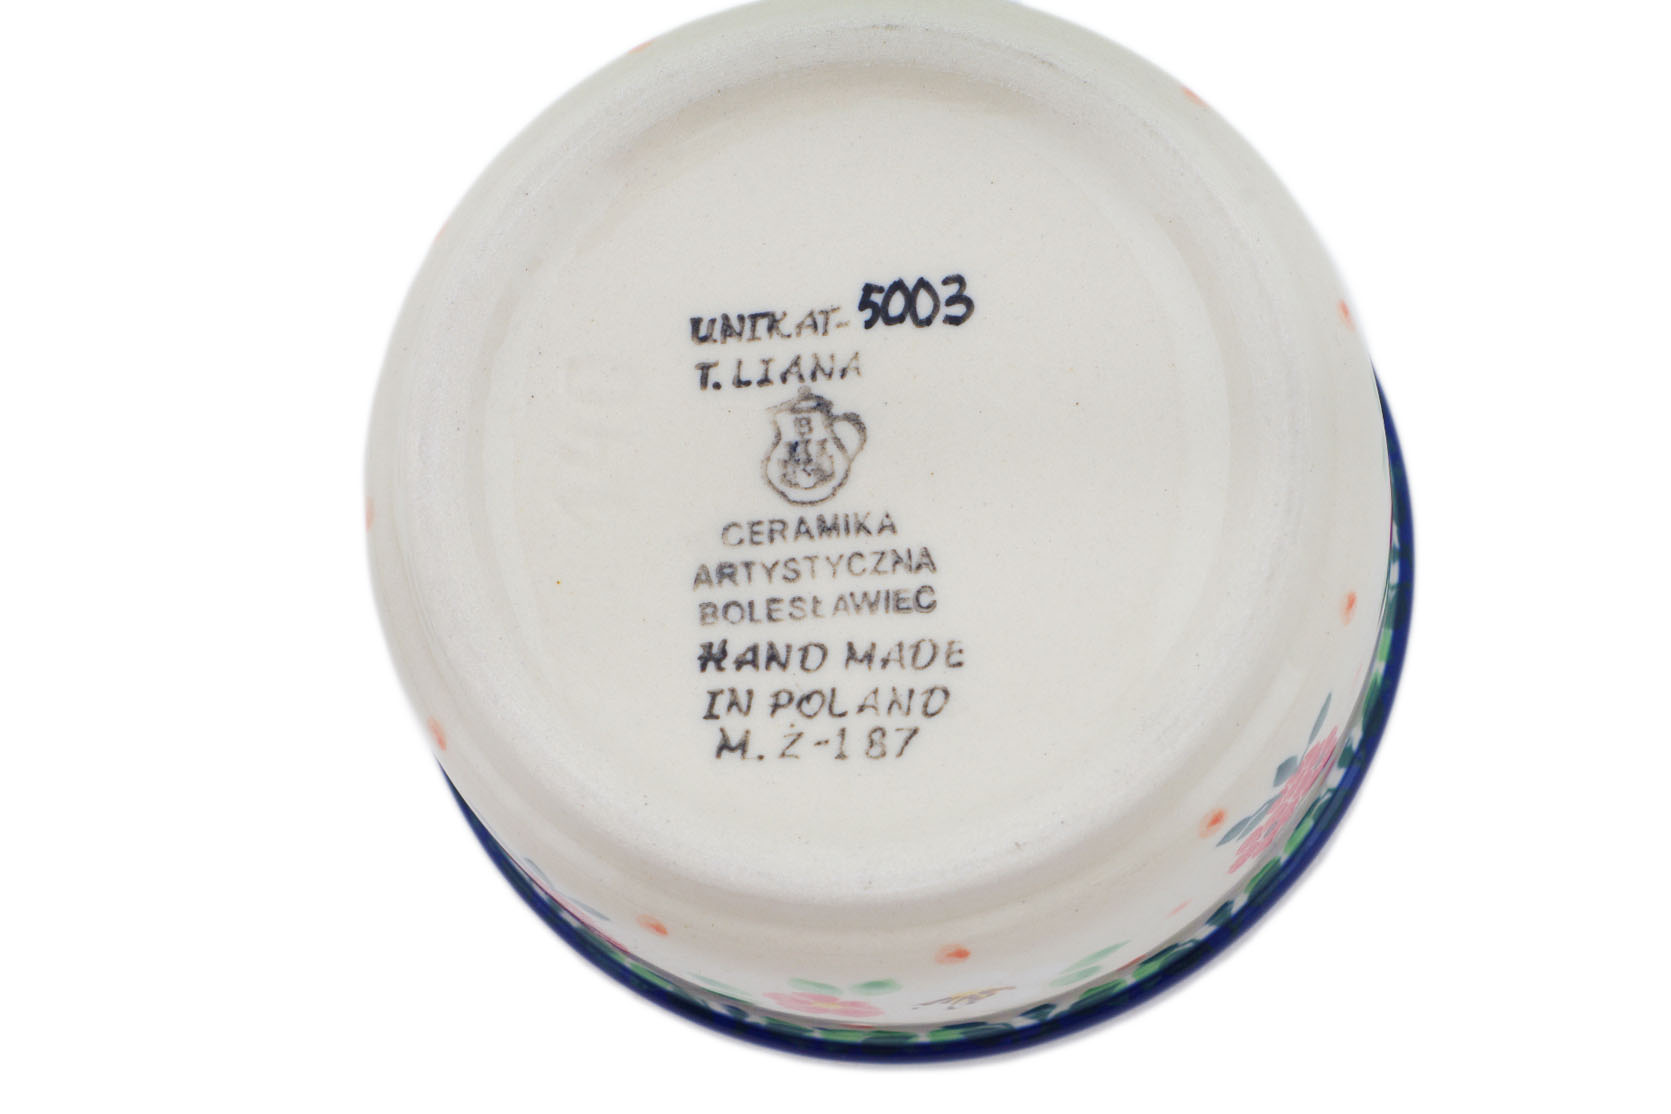 UNIKAT-5003
T. LIANA
B
CERAMIKA
ARTYSTYCZNA
BOLESŁAWIEC
HAND MADE
IN POLAND
M. Ż-187